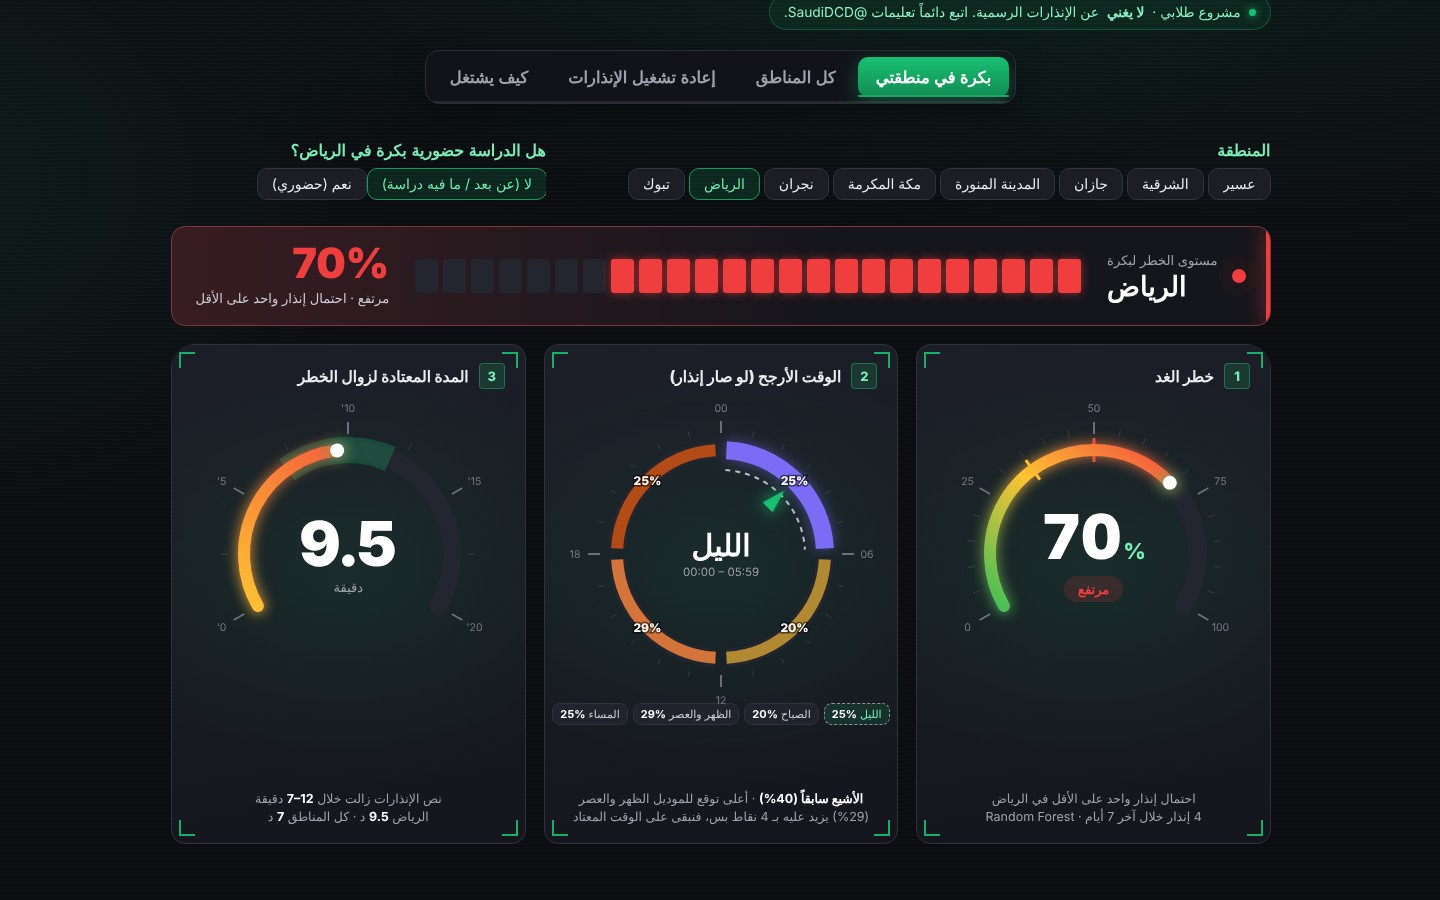 مشروع طلابي · لا يغني عن الإنذارات الرسمية. اتبع دائماً تعليمات @SaudiDCD.
بكرة في منطقتي
كل المناطق
إعادة تشغيل الإنذارات
كيف يشتغل
المنطقة
عسير
الشرقية
جازان
المدينة المنورة
مكة المكرمة
نجران
الرياض
تبوك
هل الدراسة حضورية بكرة في الرياض؟
لا (عن بعد / ما فيه دراسة)
نعم (حضوري)
مستوى الخطر لبكرة
الرياض
70%
مرتفع · احتمال إنذار واحد على الأقل
1
خطر الغد
0
25
50
75
100
70%
مرتفع
احتمال إنذار واحد على الأقل في الرياض
4 إنذار خلال آخر 7 أيام · Random Forest
2
الوقت الأرجح (لو صار إنذار)
00
06
12
18
25%
25%
29%
20%
الليل
00:00 – 05:59
الليل 25%
الصباح 20%
الظهر والعصر 29%
المساء 25%
الأشيع سابقاً (40%) · أعلى توقع للموديل الظهر والعصر
(29%) يزيد عليه بـ 4 نقاط بس، فنبقى على الوقت المعتاد
3
المدة المعتادة لزوال الخطر
'0
'5
'10
'15
'20
9.5
دقيقة
نص الإنذارات زالت خلال 7–12 دقيقة
الرياض 9.5 د · كل المناطق 7 د